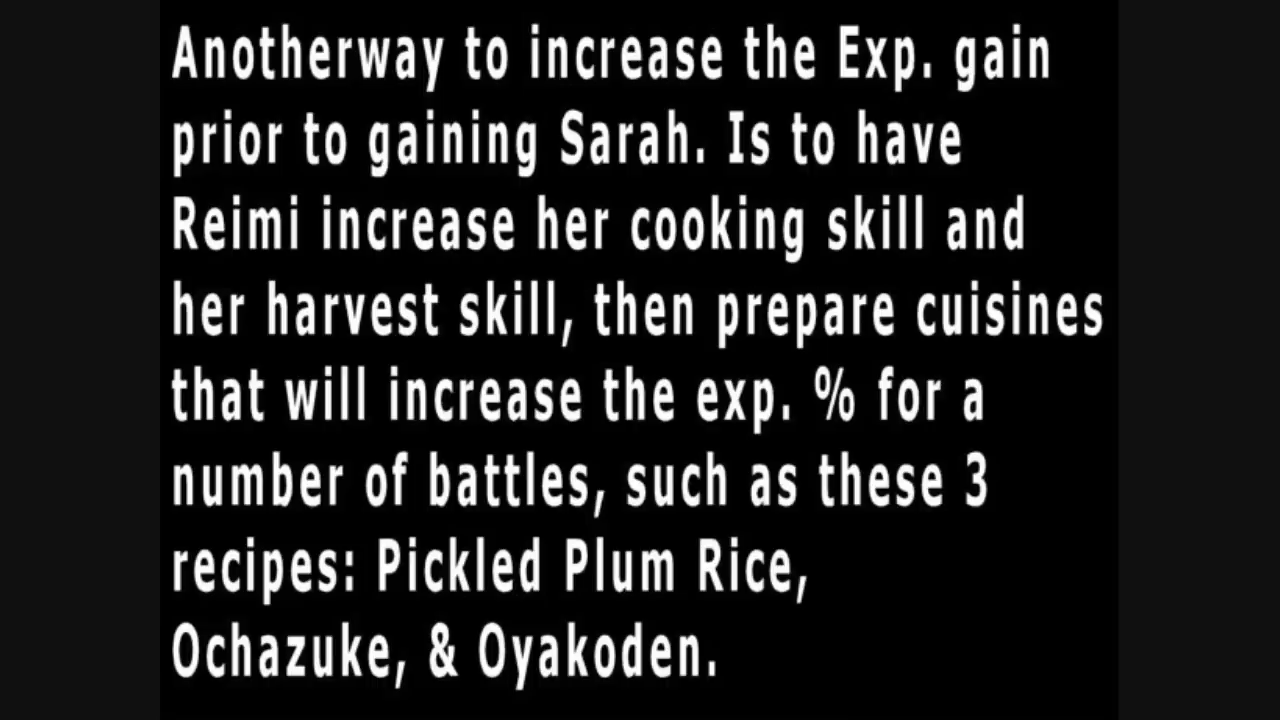 Anotherway to increase the Exp. gain
prior to gaining Sarah. Is to have
Reimi increase her cooking skill and
her harvest skill, then prepare cuisines
that will increase the exp. % for a
number of battles, such as these 3
recipes: Pickled Plum Rice,
Ochazuke, & Oyakoden.